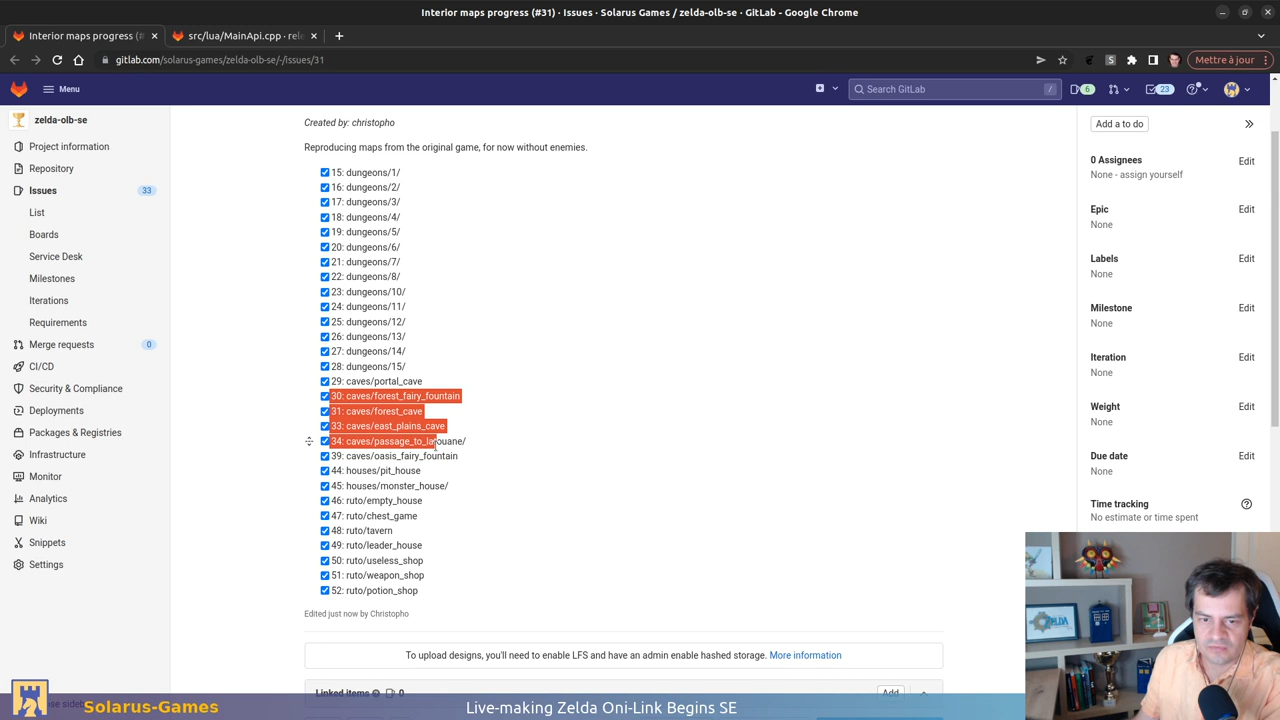 Interior maps progress (#31) · Issues · Solarus Games / zelda-olb-se · GitLab - Google Chrome
Interior maps progress (#
src/lua/MainApi.cpp · rele
gitlab.com/solarus-games/zelda-olb-se/-/issues/31
Mettre à jour
Menu
Search GitLab
/
6
23
zelda-olb-se
Project information
Repository
Issues
33
List
Boards
Service Desk
Milestones
Iterations
Requirements
Merge requests
0
CI/CD
Security & Compliance
Deployments
Packages & Registries
Infrastructure
Monitor
Analytics
Wiki
Snippets
Settings
Created by: christopho
Reproducing maps from the original game, for now without enemies.
15: dungeons/1/
16: dungeons/2/
17: dungeons/3/
18: dungeons/4/
19: dungeons/5/
20: dungeons/6/
21: dungeons/7/
22: dungeons/8/
23: dungeons/10/
24: dungeons/11/
25: dungeons/12/
26: dungeons/13/
27: dungeons/14/
28: dungeons/15/
29: caves/portal_cave
30: caves/forest_fairy_fountain
31: caves/forest_cave
33: caves/east_plains_cave
34: caves/passage_to_larouane/
39: caves/oasis_fairy_fountain
44: houses/pit_house
45: houses/monster_house/
46: ruto/empty_house
47: ruto/chest_game
48: ruto/tavern
49: ruto/leader_house
50: ruto/useless_shop
51: ruto/weapon_shop
52: ruto/potion_shop
Edited just now by Christopho
To upload designs, you'll need to enable LFS and have an admin enable hashed storage. More information
Linked items 0
Add
Add a to do
0 Assignees
Edit
None - assign yourself
Epic
Edit
None
Labels
Edit
None
Milestone
Edit
None
Iteration
Edit
None
Weight
Edit
None
Due date
Edit
None
Time tracking
No estimate or time spent
Solarus-Games
Live-making Zelda Oni-Link Begins SE